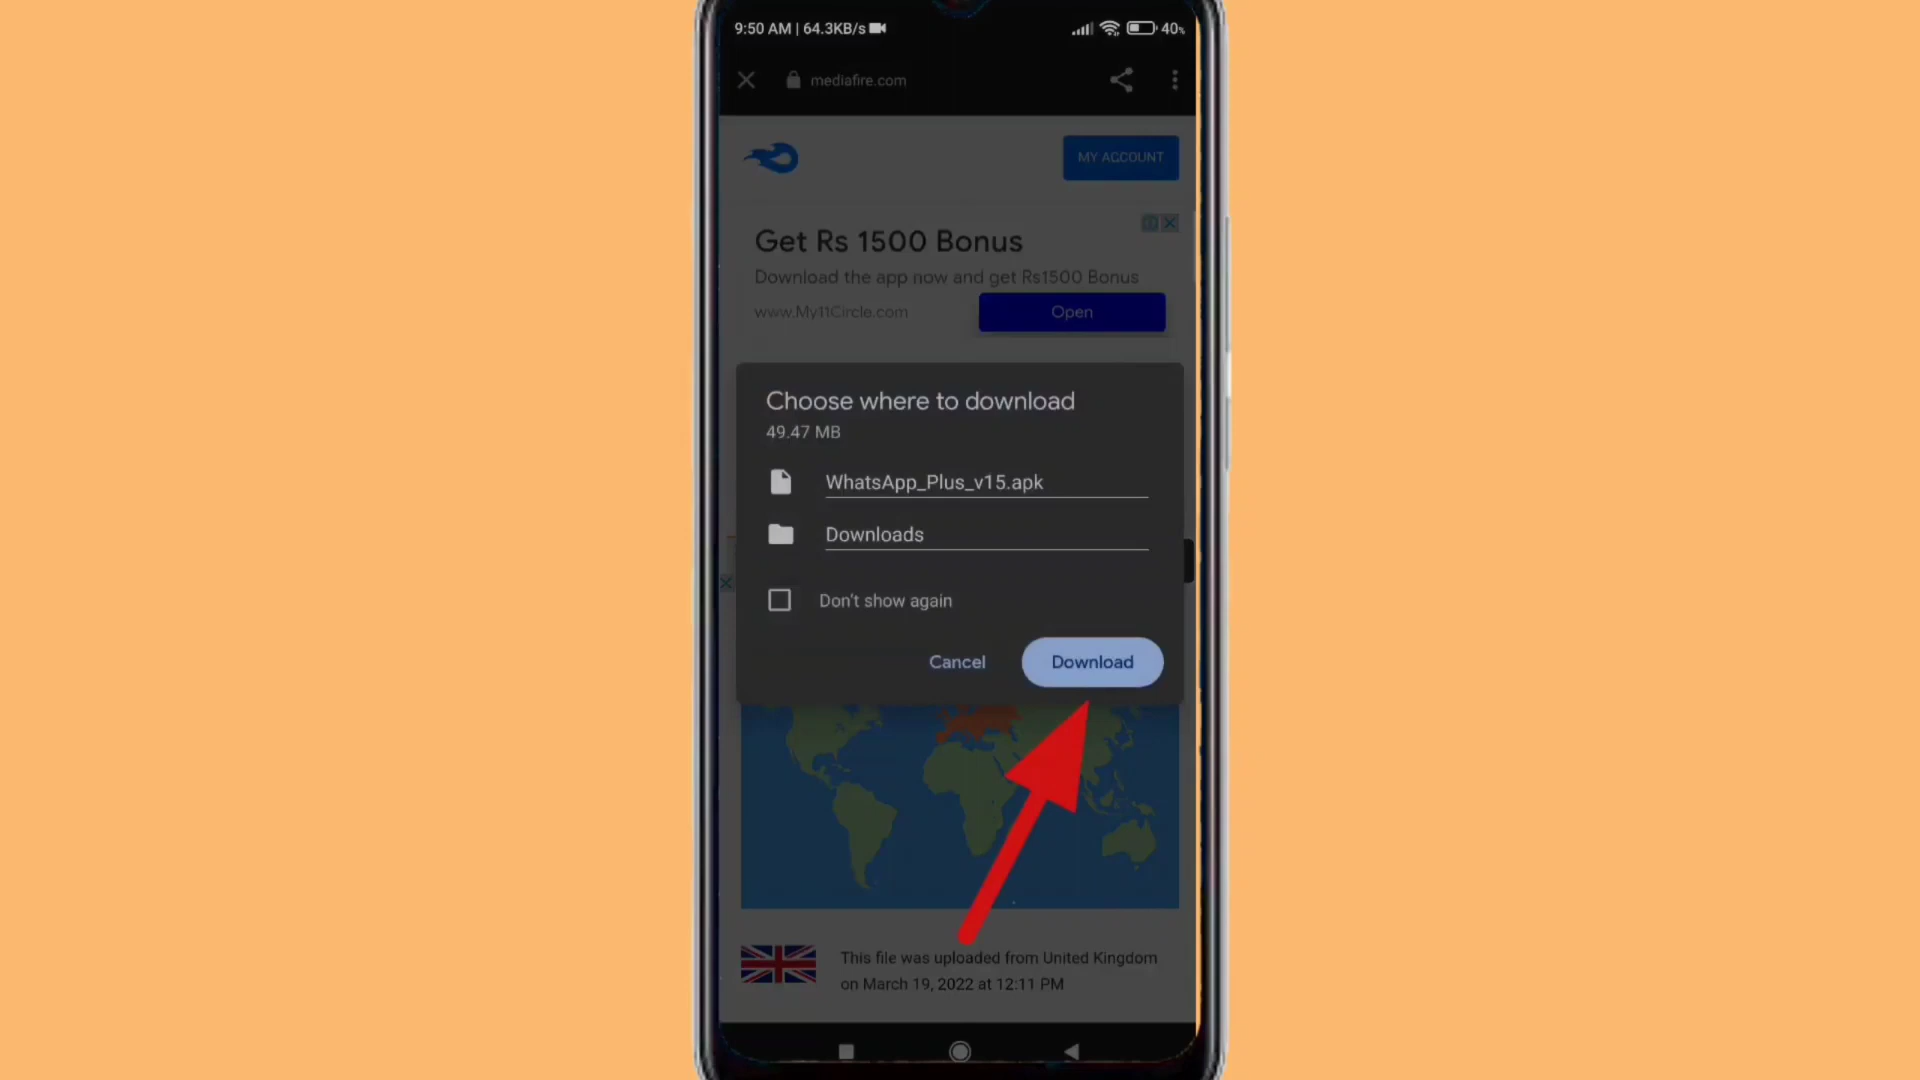 9:50 AM | 64.3KB/s
40%
mediafire.com
MY ACCOUNT
Get Rs 1500 Bonus
Download the app now and get Rs1500 Bonus
www.My11Circle.com
Open
Choose where to download
49.47 MB
WhatsApp_Plus_v15.apk
Downloads
Don't show again
Cancel
Download
This file was uploaded from United Kingdom
on March 19, 2022 at 12:11 PM